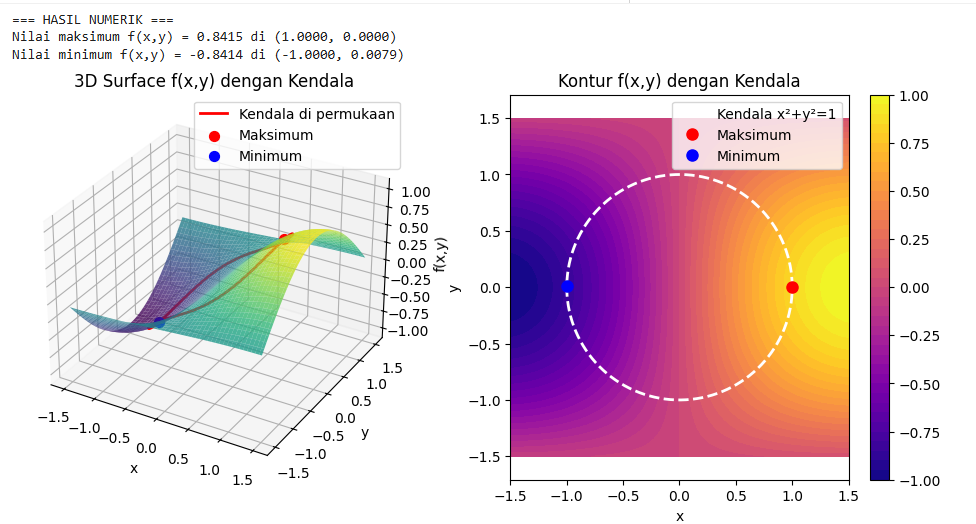 === HASIL NUMERIK ===
Nilai maksimum f(x,y) = 0.8415 di (1.0000, 0.0000)
Nilai minimum f(x,y) = -0.8414 di (-1.0000, 0.0079)
3D Surface f(x,y) dengan Kendala
Kendala di permukaan
Maksimum
Minimum
1.00
0.75
0.50
0.25
0.00
−0.25
−0.50
−0.75
−1.00
f(x,y)
−1.5
−1.0
−0.5
0.0
0.5
1.0
1.5
x
−1.5
−1.0
−0.5
0.0
0.5
1.0
1.5
y
Kontur f(x,y) dengan Kendala
Kendala x²+y²=1
Maksimum
Minimum
1.5
1.0
0.5
0.0
−0.5
−1.0
−1.5
y
−1.5 −1.0 −0.5 0.0 0.5 1.0 1.5
x
1.00
0.75
0.50
0.25
0.00
−0.25
−0.50
−0.75
−1.00